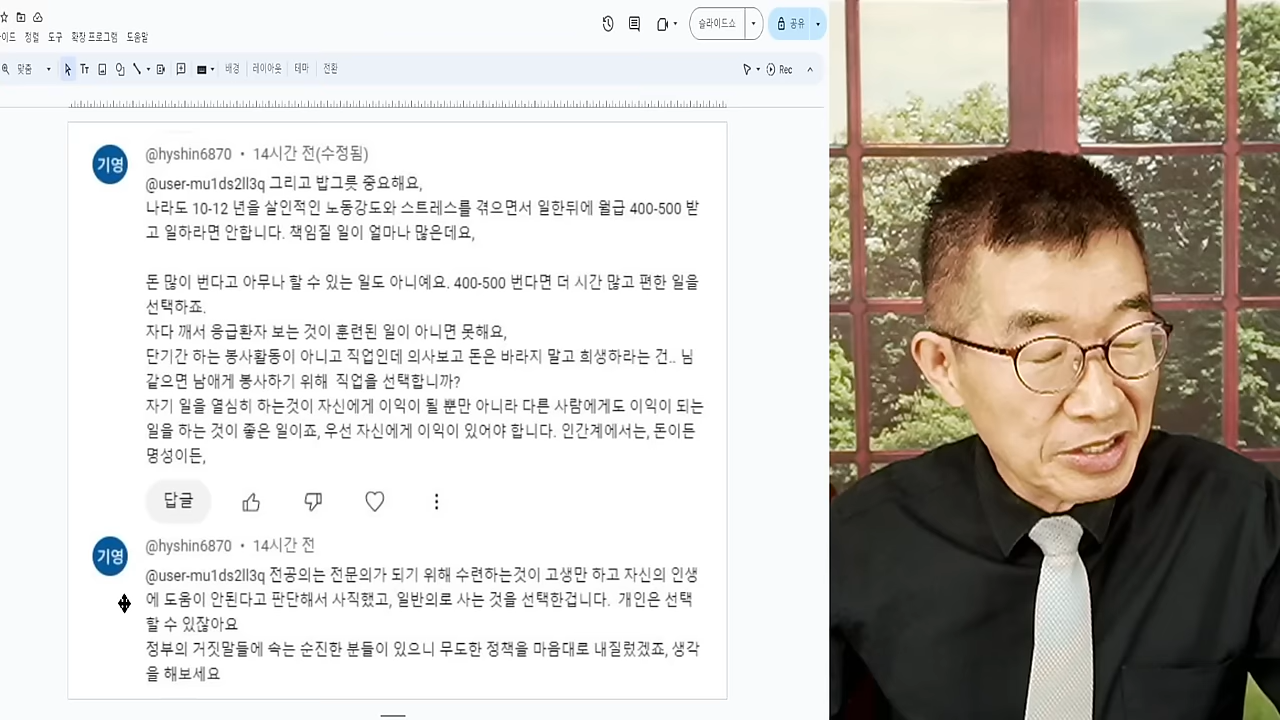 이드 정렬 도구 확장 프로그램 도움말
슬라이드쇼
공유
맞춤
배경 레이아웃 테마 전환
Rec
기영
@hyshin6870 • 14시간 전(수정됨)
@user-mu1ds2ll3q 그리고 밥그릇 중요해요,
나라도 10-12 년을 살인적인 노동강도와 스트레스를 겪으면서 일한뒤에 월급 400-500 받
고 일하라면 안합니다. 책임질 일이 얼마나 많은데요,
돈 많이 번다고 아무나 할 수 있는 일도 아니예요. 400-500 번다면 더 시간 많고 편한 일을
선택하죠.
자다 깨서 응급환자 보는 것이 훈련된 일이 아니면 못해요,
단기간 하는 봉사활동이 아니고 직업인데 의사보고 돈은 바라지 말고 희생하라는 건.. 님
같으면 남애게 봉사하기 위해 직업을 선택합니까?
자기 일을 열심히 하는것이 자신에게 이익이 될 뿐만 아니라 다른 사람에게도 이익이 되는
일을 하는 것이 좋은 일이죠, 우선 자신에게 이익이 있어야 합니다. 인간계에서는, 돈이든
명성이든,
답글
기영
@hyshin6870 • 14시간 전
@user-mu1ds2ll3q 전공의는 전문의가 되기 위해 수련하는것이 고생만 하고 자신의 인생
에 도움이 안된다고 판단해서 사직했고, 일반의로 사는 것을 선택한겁니다. 개인은 선택
할 수 있잖아요
정부의 거짓말들에 속는 순진한 분들이 있으니 무도한 정책을 마음대로 내질렀겠죠, 생각
을 해보세요